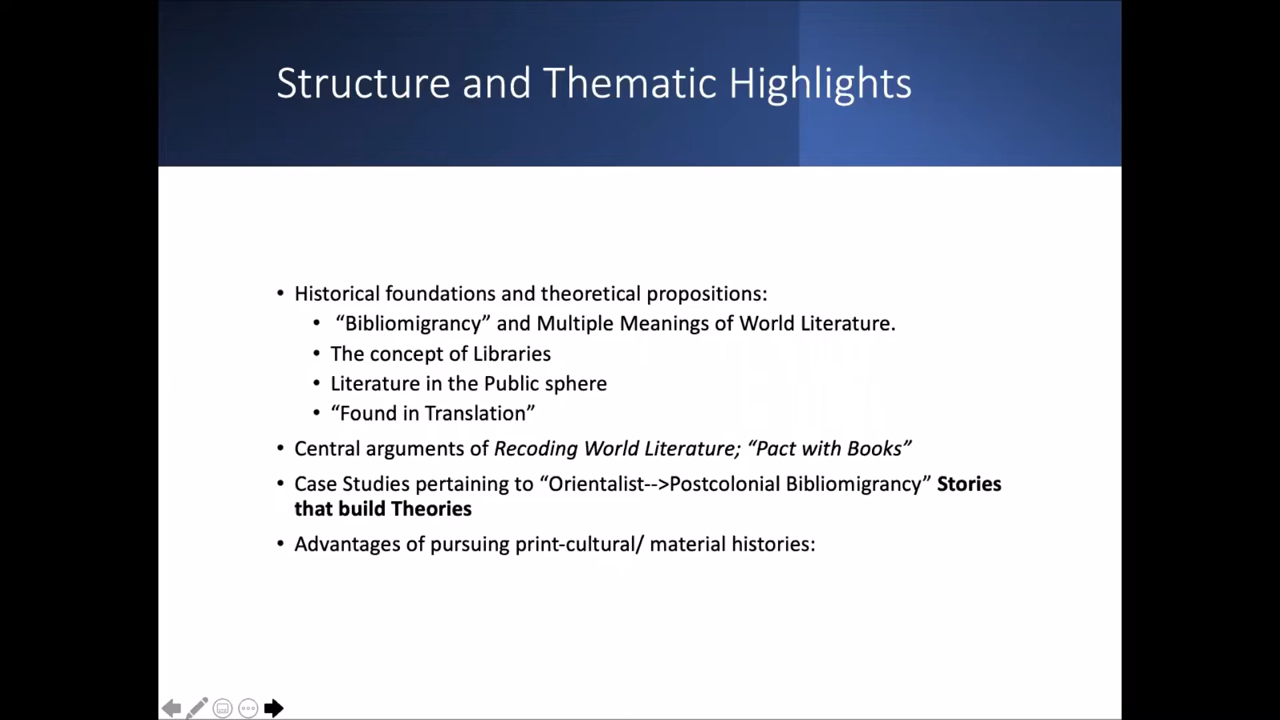 Structure and Thematic Highlights
• Historical foundations and theoretical propositions:
• “Bibliomigrancy” and Multiple Meanings of World Literature.
• The concept of Libraries
• Literature in the Public sphere
• “Found in Translation”
• Central arguments of Recoding World Literature; “Pact with Books”
• Case Studies pertaining to “Orientalist-->Postcolonial Bibliomigrancy” Stories
that build Theories
• Advantages of pursuing print-cultural/ material histories: